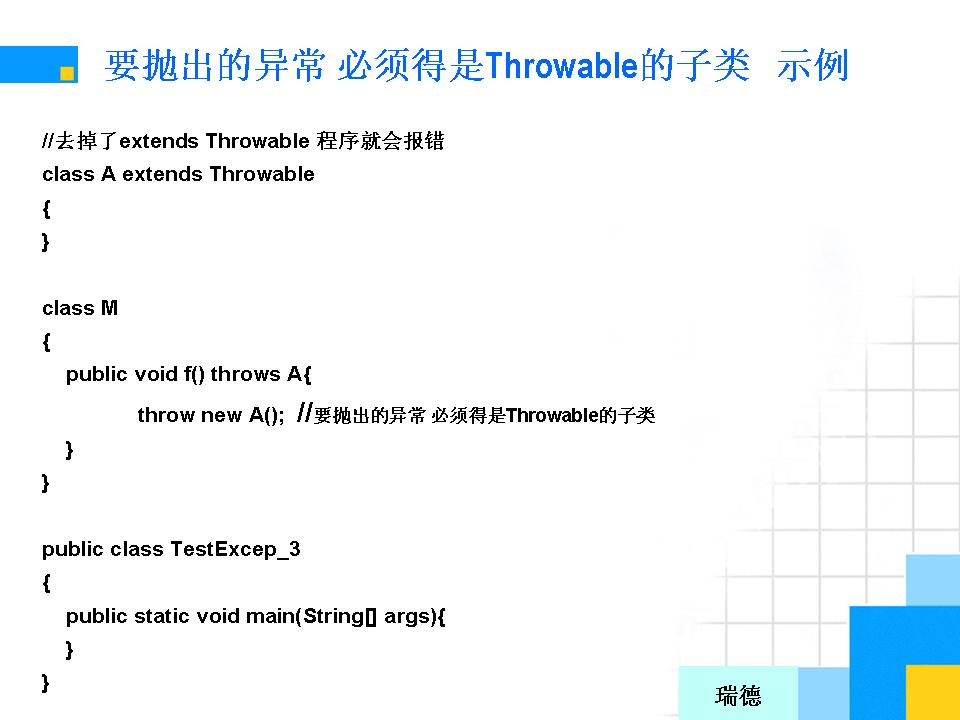 要抛出的异常 必须得是Throwable的子类 示例
//去掉了extends Throwable 程序就会报错
class A extends Throwable
{
}
class M
{
public void f() throws A{
throw new A(); //要抛出的异常 必须得是Throwable的子类
}
}
public class TestExcep_3
{
public static void main(String[] args){
}
}
瑞德